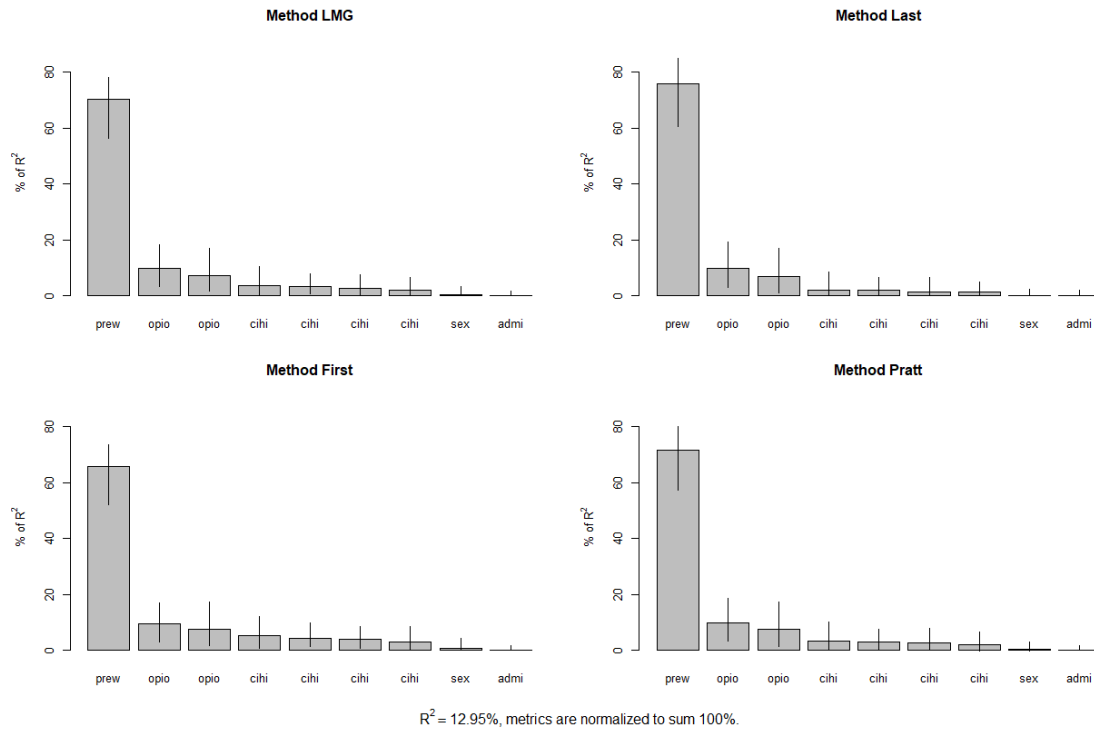 Method LMG
% of R²
80
60
40
20
0
prew opio opio cihi cihi cihi cihi sex admi
Method Last
% of R²
80
60
40
20
0
prew opio opio cihi cihi cihi cihi sex admi
Method First
% of R²
80
60
40
20
0
prew opio opio cihi cihi cihi cihi sex admi
Method Pratt
% of R²
80
60
40
20
0
prew opio opio cihi cihi cihi cihi sex admi
R² = 12.95%, metrics are normalized to sum 100%.